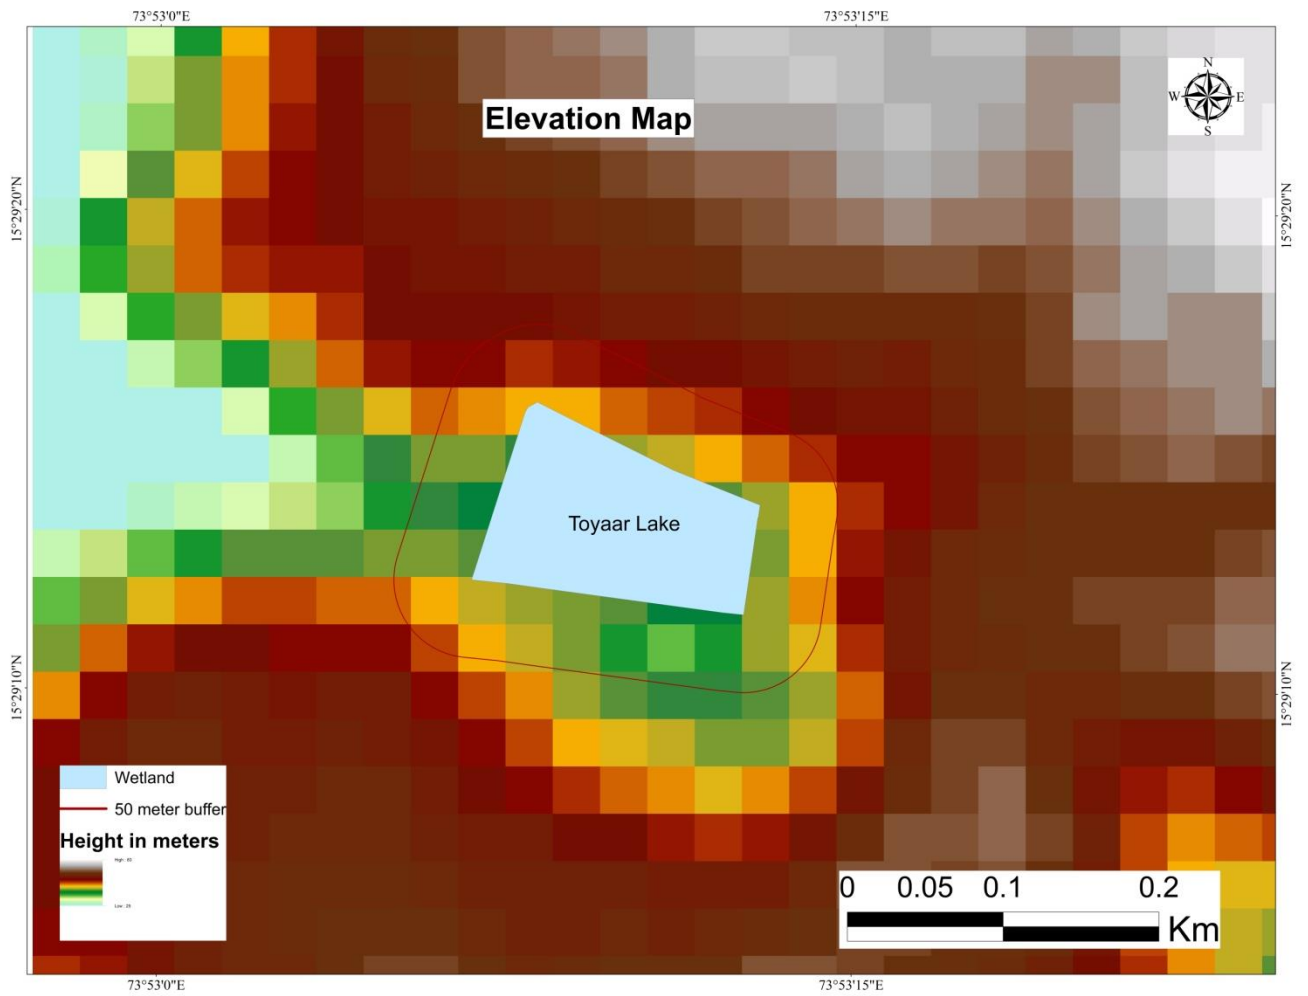 73°53'0"E 73°53'15"E
N
W E
S
Elevation Map
15°29'20"N 15°29'20"N
Toyaar Lake
15°29'10"N 15°29'10"N
Wetland
50 meter buffer
Height in meters
0 0.05 0.1 0.2
Km
73°53'0"E 73°53'15"E